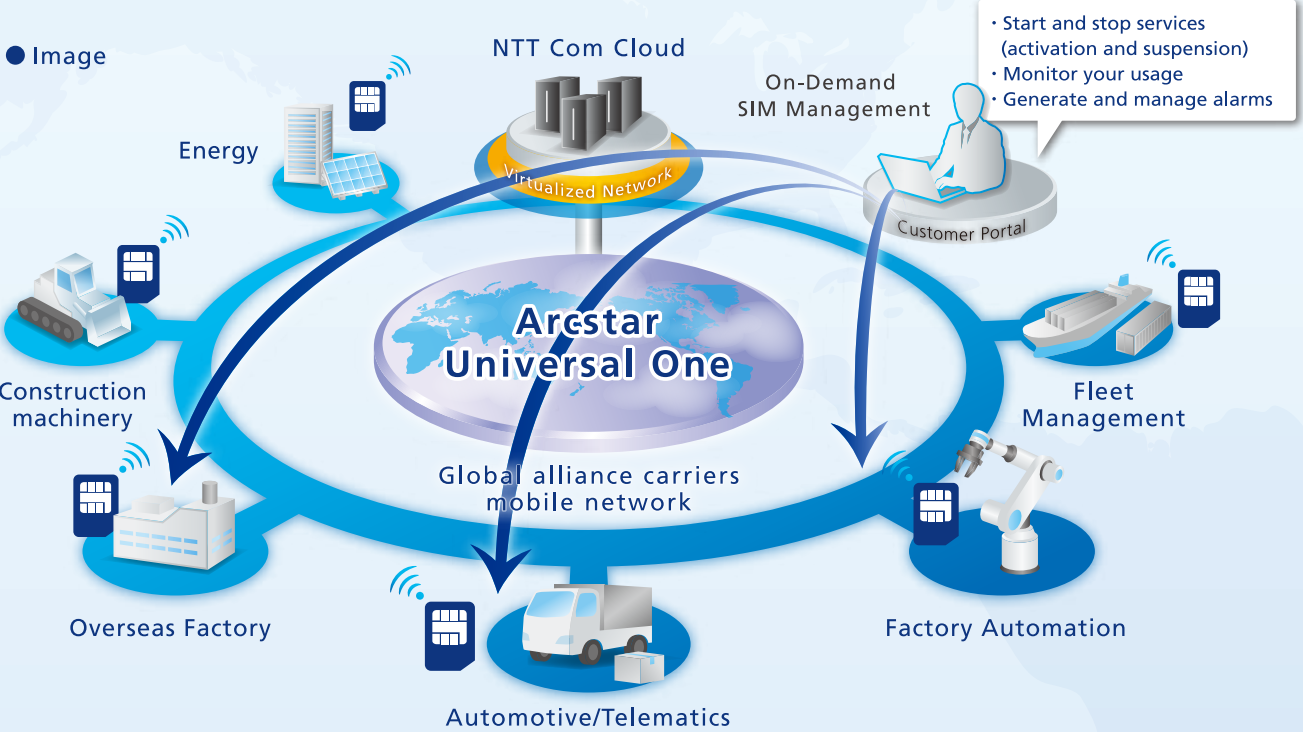 ● Image
NTT Com Cloud
Virtualized Network
On-Demand
SIM Management
・Start and stop services
(activation and suspension)
・Monitor your usage
・Generate and manage alarms
Customer Portal
Energy
Construction
machinery
Arcstar
Universal One
Fleet
Management
Global alliance carriers
mobile network
Overseas Factory
Factory Automation
Automotive/Telematics